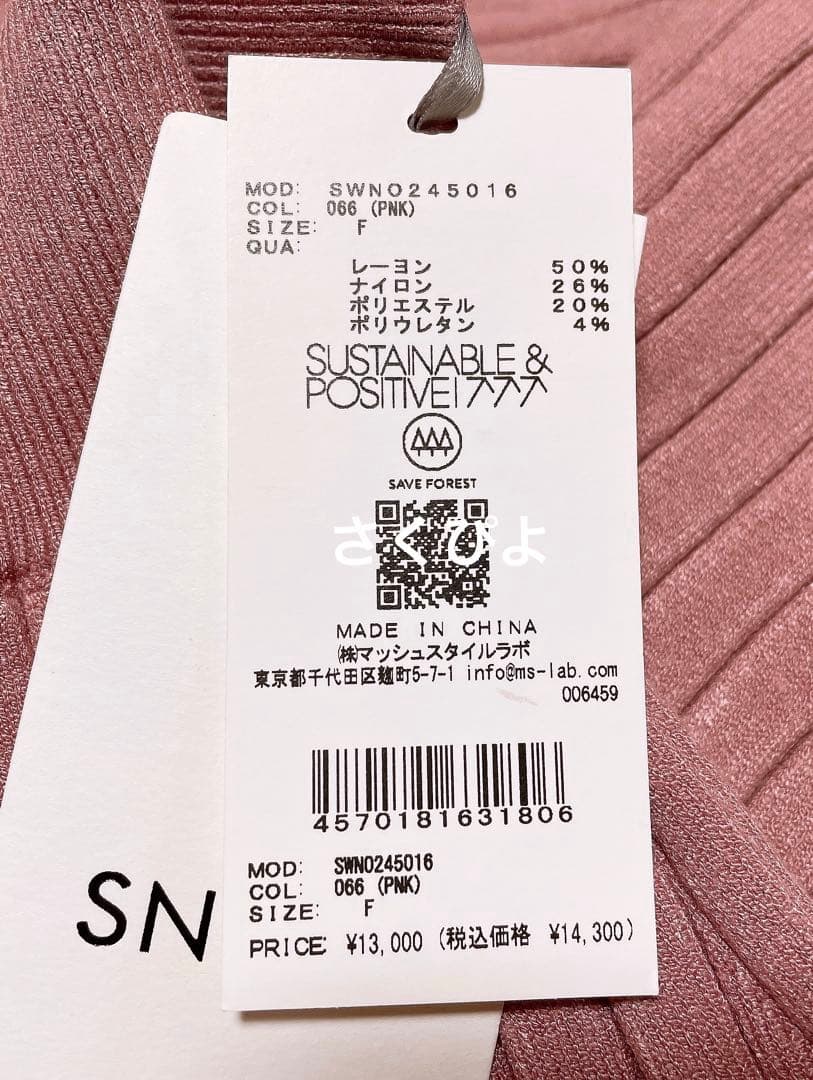 MOD: SWNO245016
COL: 066 (PNK)
SIZE: F
QUA:
レーヨン 50%
ナイロン 26%
ポリエステル 20%
ポリウレタン 4%
SUSTAINABLE &
POSITIVE!
SAVE FOREST
さくぴよ
MADE IN CHINA
㈱マッシュスタイルラボ
東京都千代田区麹町5-7-1 info@ms-lab.com
006459
4570181631806
MOD: SWNO245016
COL: 066 (PNK)
SIZE: F
PRICE: ¥13,000 (税込価格 ¥14,300)
SN